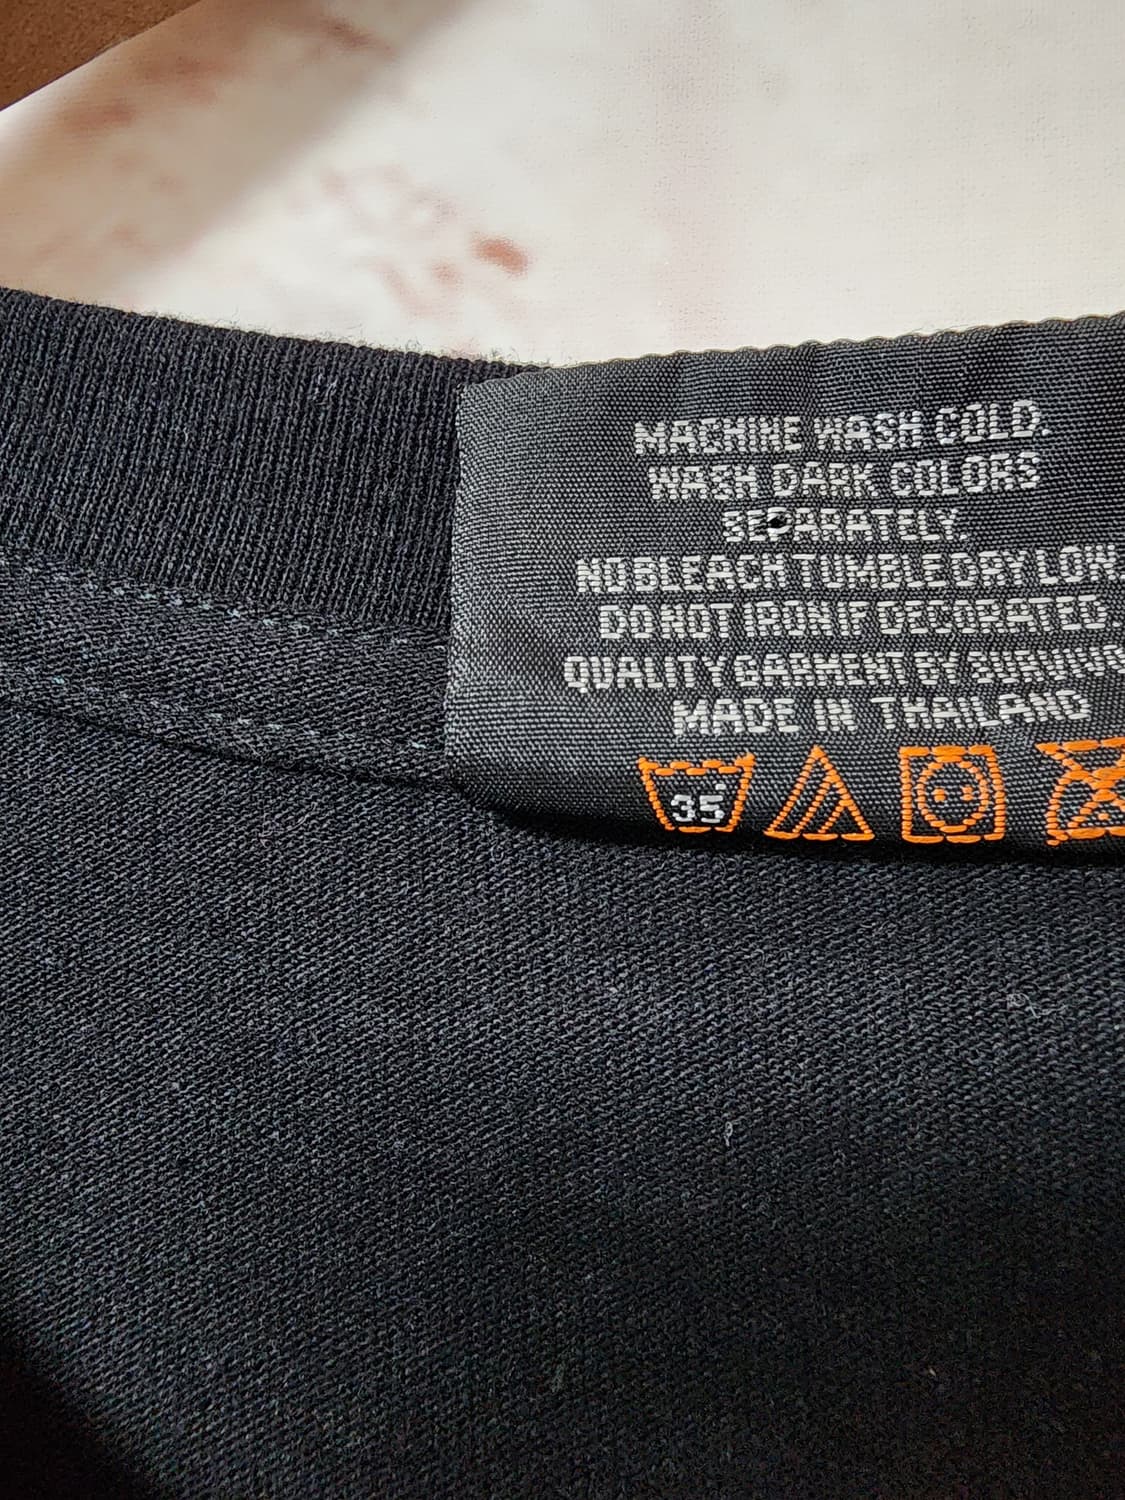 MACHINE WASH COLD.
WASH DARK COLORS
SEPARATELY.
NO BLEACH TUMBLE DRY LOW.
DO NOT IRON IF DECORATED.
QUALITY GARMENT BY
MADE IN THAILAND
35°